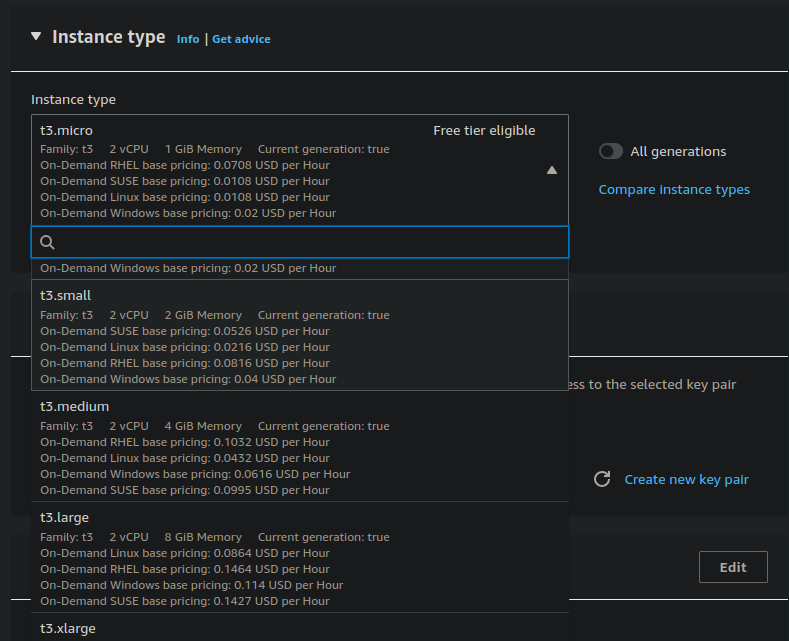 Instance type Info | Get advice
Instance type
t3.micro Free tier eligible
Family: t3 2 vCPU 1 GiB Memory Current generation: true
On-Demand RHEL base pricing: 0.0708 USD per Hour
On-Demand SUSE base pricing: 0.0108 USD per Hour
On-Demand Linux base pricing: 0.0108 USD per Hour
On-Demand Windows base pricing: 0.02 USD per Hour
All generations
Compare instance types
On-Demand Windows base pricing: 0.02 USD per Hour
t3.small
Family: t3 2 vCPU 2 GiB Memory Current generation: true
On-Demand SUSE base pricing: 0.0526 USD per Hour
On-Demand Linux base pricing: 0.0216 USD per Hour
On-Demand RHEL base pricing: 0.0816 USD per Hour
On-Demand Windows base pricing: 0.04 USD per Hour
ess to the selected key pair
t3.medium
Family: t3 2 vCPU 4 GiB Memory Current generation: true
On-Demand RHEL base pricing: 0.1032 USD per Hour
On-Demand Linux base pricing: 0.0432 USD per Hour
On-Demand Windows base pricing: 0.0616 USD per Hour
On-Demand SUSE base pricing: 0.0995 USD per Hour
Create new key pair
t3.large
Family: t3 2 vCPU 8 GiB Memory Current generation: true
On-Demand Linux base pricing: 0.0864 USD per Hour
On-Demand RHEL base pricing: 0.1464 USD per Hour
On-Demand Windows base pricing: 0.114 USD per Hour
On-Demand SUSE base pricing: 0.1427 USD per Hour
Edit
t3.xlarge